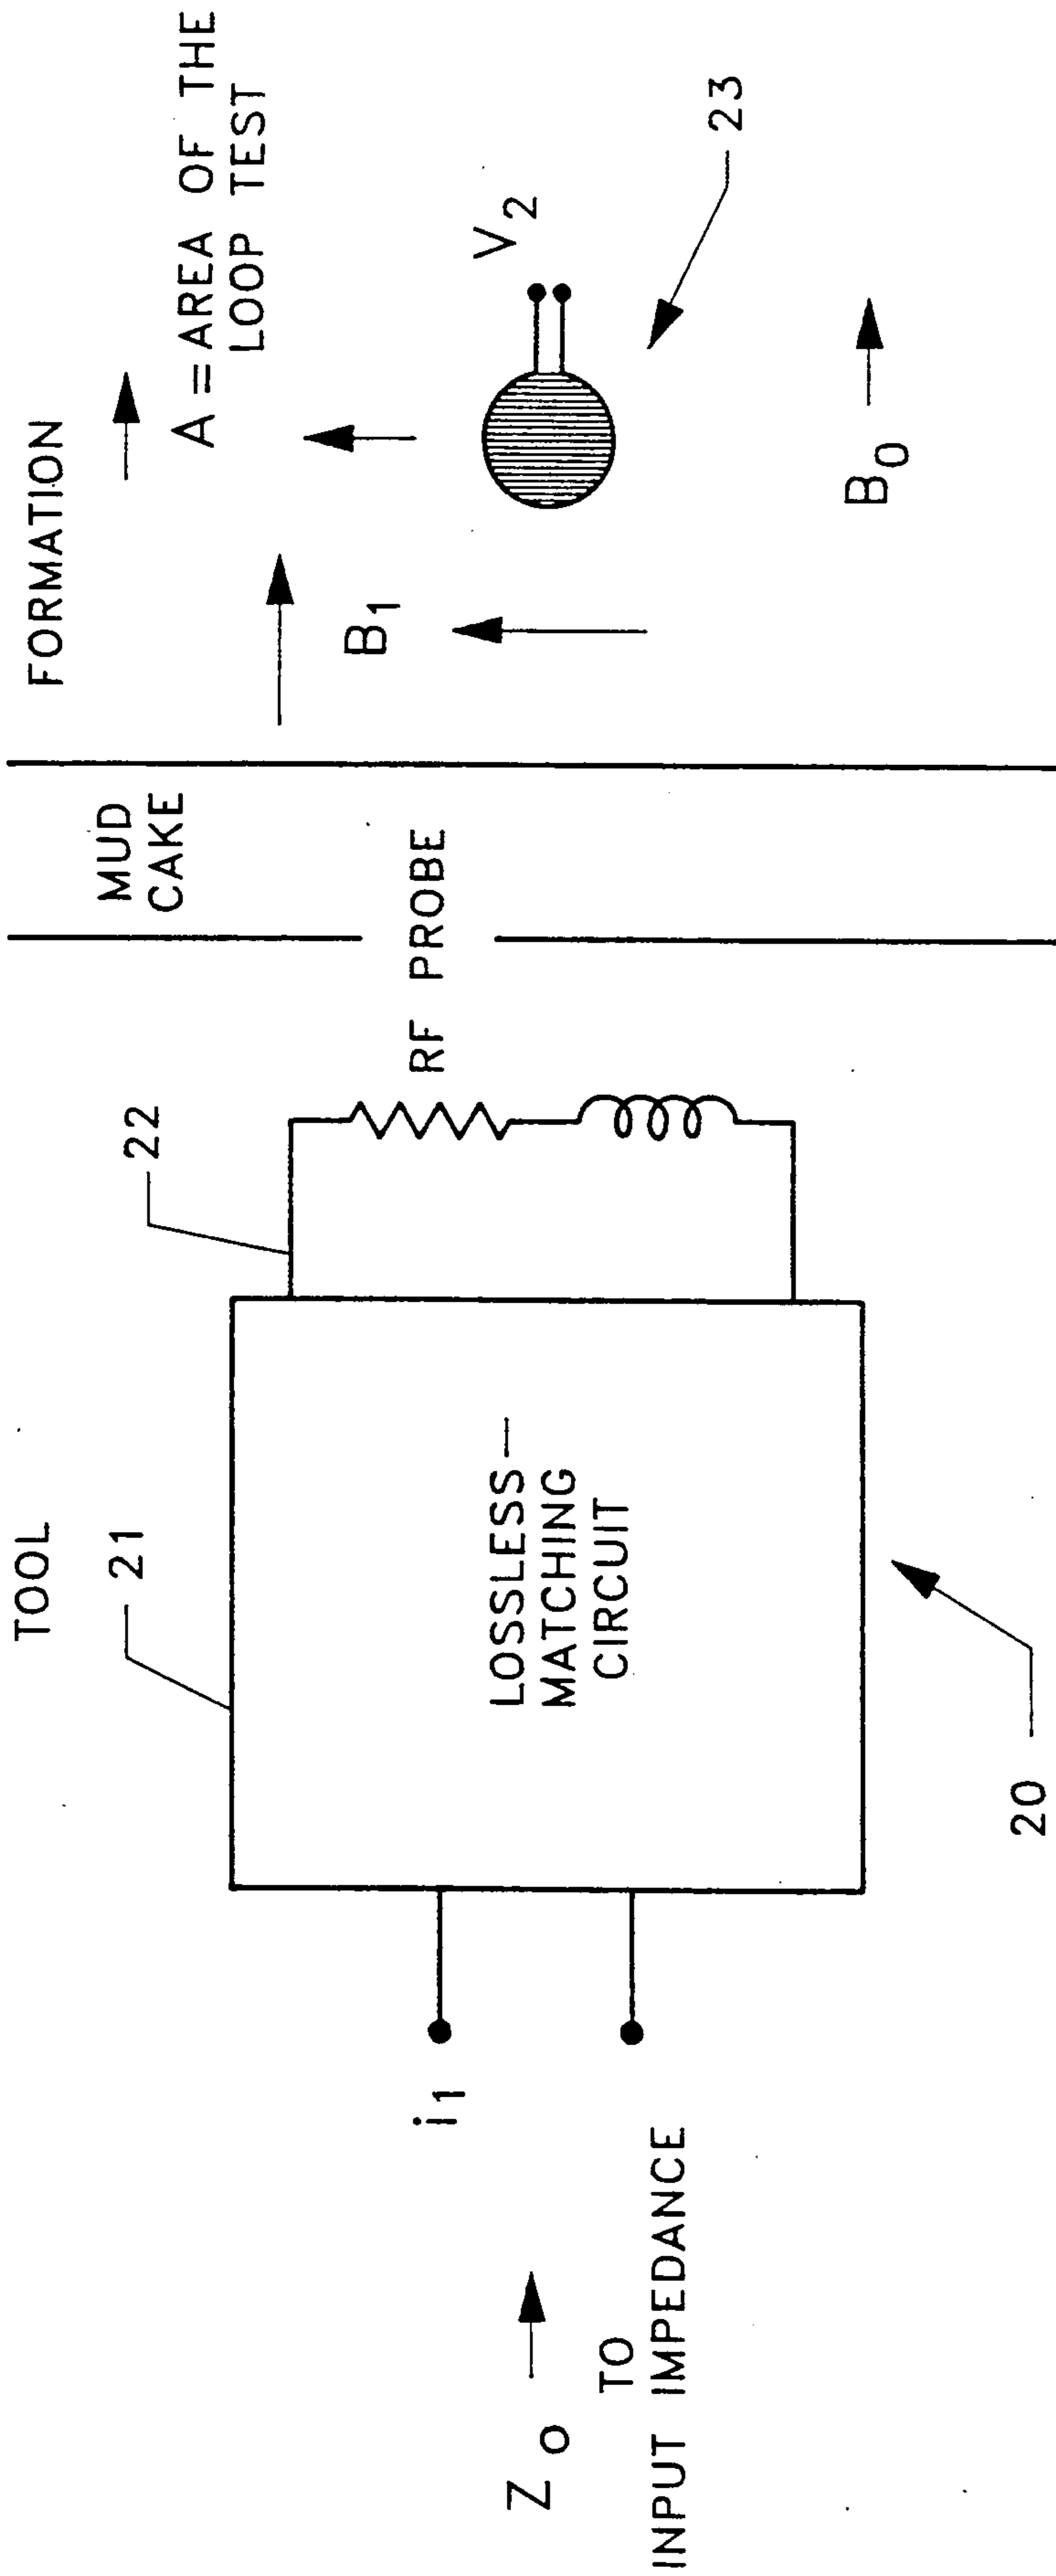 TOOL
21
22
MUD
CAKE
FORMATION
A = AREA OF THE
LOOP TEST
B1
V2
23
B0
RF PROBE
LOSSLESS—
MATCHING
CIRCUIT
i1
Zo
TO
INPUT IMPEDANCE
20